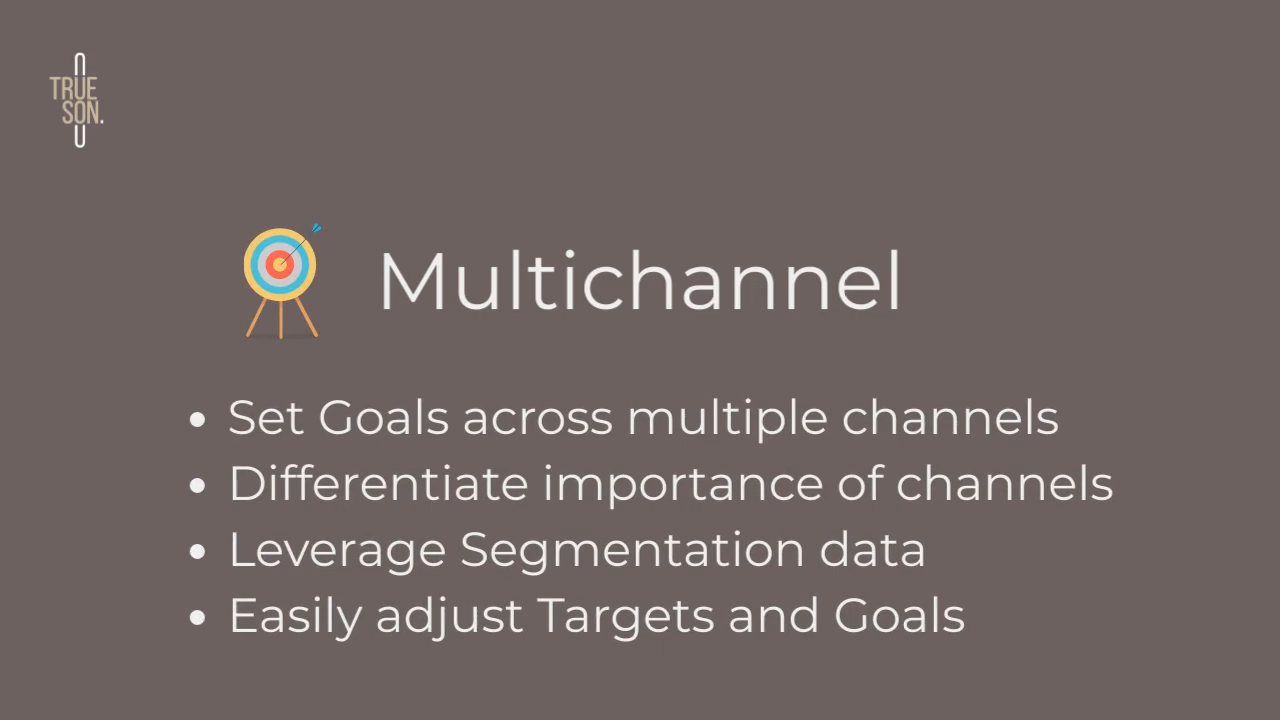 TRUE
SON.
Multichannel
• Set Goals across multiple channels
• Differentiate importance of channels
• Leverage Segmentation data
• Easily adjust Targets and Goals